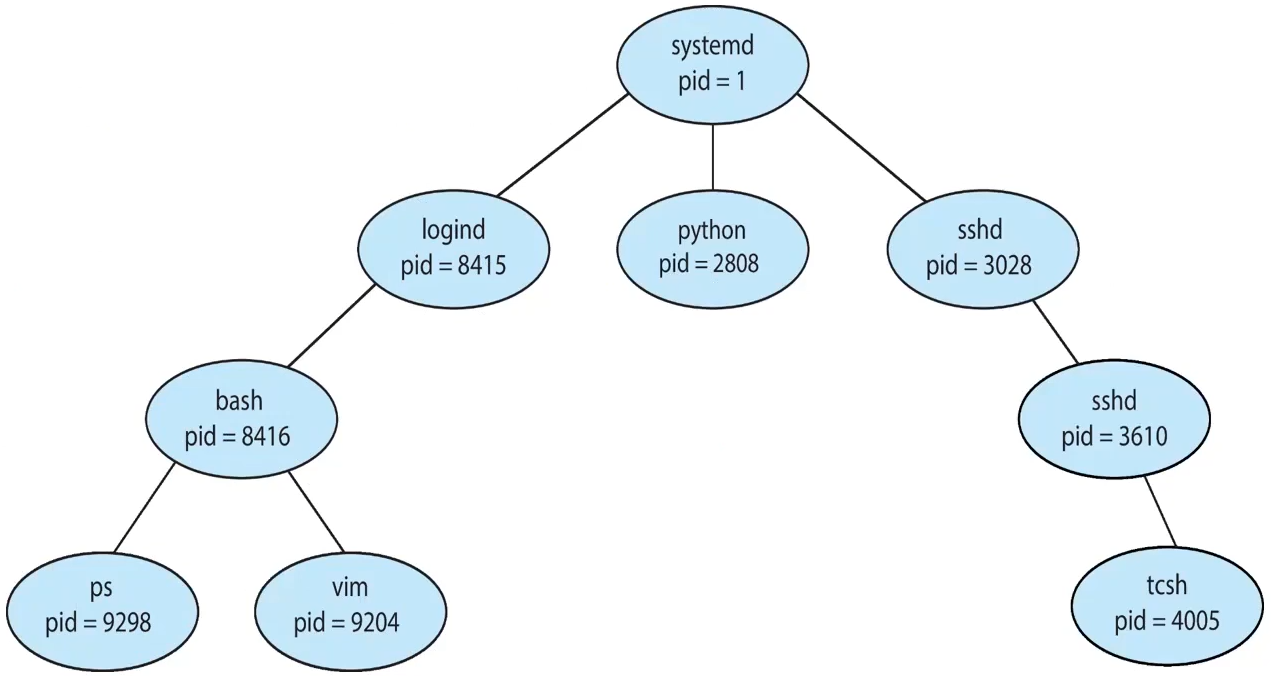 systemd
pid = 1
logind
pid = 8415
python
pid = 2808
sshd
pid = 3028
bash
pid = 8416
sshd
pid = 3610
ps
pid = 9298
vim
pid = 9204
tcsh
pid = 4005